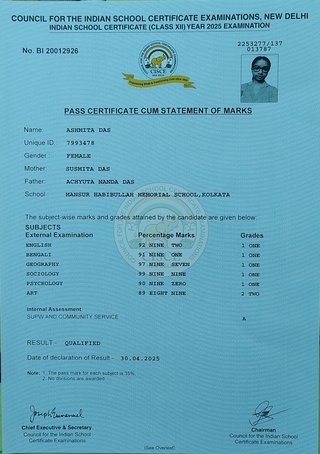 COUNCIL FOR THE INDIAN SCHOOL CERTIFICATE EXAMINATIONS, NEW DELHI
INDIAN SCHOOL CERTIFICATE (CLASS XII) YEAR 2025 EXAMINATION
No. BI 20012926
2253277/137
013787
CISCE
PASS CERTIFICATE CUM STATEMENT OF MARKS
Name ASHMITA DAS
Unique ID 7993478
Gender FEMALE
Mother SUSMITA DAS
Father ACHYUTA NANDA DAS
School MANSUR HABIBULLAH MEMORIAL SCHOOL,KOLKATA
The subject-wise marks and grades attained by the candidate are given below:
SUBJECTS
External Examination Percentage Marks Grades
ENGLISH 92 NINE TWO 1 ONE
BENGALI 91 NINE ONE 1 ONE
GEOGRAPHY 97 NINE SEVEN 1 ONE
SOCIOLOGY 99 NINE NINE 1 ONE
PSYCHOLOGY 90 NINE ZERO 1 ONE
ART 89 EIGHT NINE 2 TWO
Internal Assessment
SUPW AND COMMUNITY SERVICE A
RESULT - QUALIFIED
Date of declaration of Result - 30.04.2025
Note: 1. The pass mark for each subject is 35%.
2. No divisions are awarded.
Chief Executive & Secretary
Council for the Indian School
Certificate Examinations
Chairman
Council for the Indian School
Certificate Examinations
(See Overleaf)